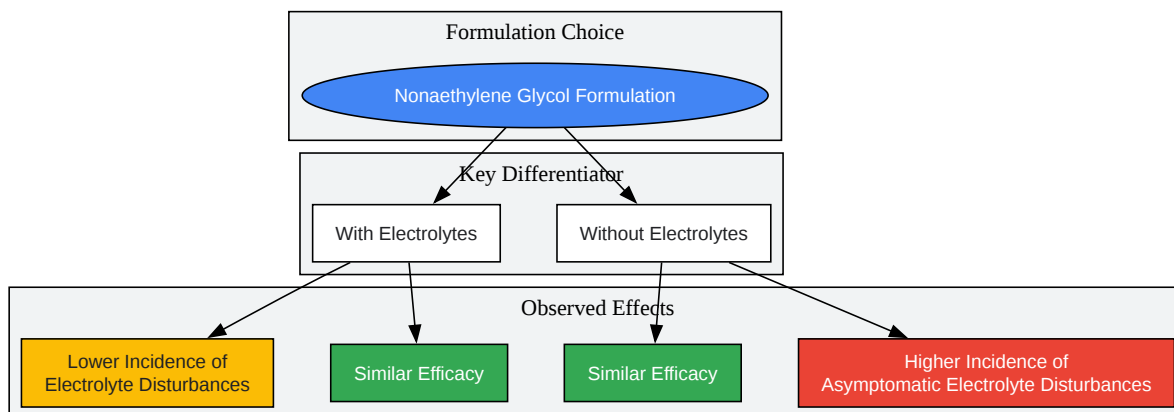 Formulation Choice
Nonaethylene Glycol Formulation
Key Differentiator
With Electrolytes
Without Electrolytes
Observed Effects
Lower Incidence of
Electrolyte Disturbances
Similar Efficacy
Similar Efficacy
Higher Incidence of
Asymptomatic Electrolyte Disturbances